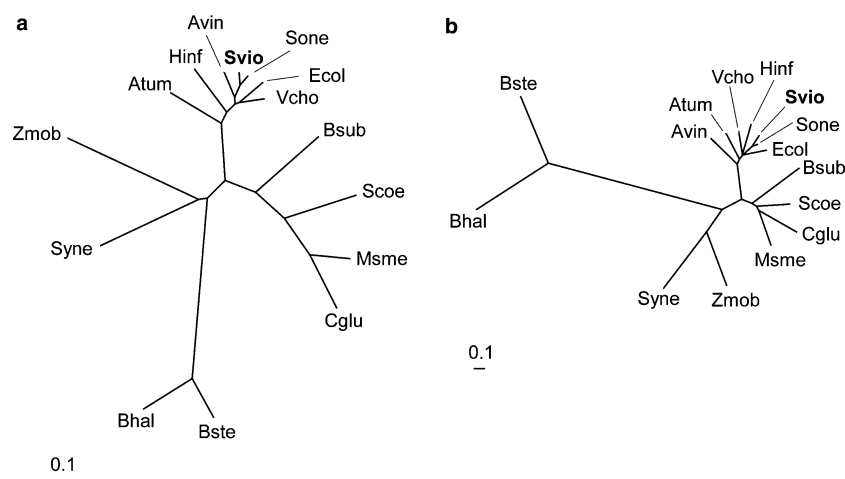 a
Avin
Sone
Hinf
Svio
Ecol
Atum
Vcho
Zmob
Bsub
Scoe
Syne
Msme
Cglu
Bhal
Bste
0.1
b
Hinf
Vcho
Bste
Svio
Atum
Sone
Avin
Ecol
Bsub
Scoe
Bhal
Cglu
Msme
Syne
Zmob
0.1